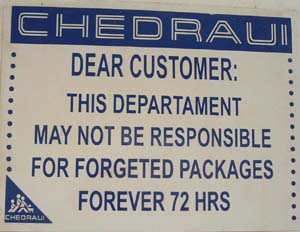 CHEDRAUI
DEAR CUSTOMER:
THIS DEPARTAMENT
MAY NOT BE RESPONSIBLE
FOR FORGETED PACKAGES
FOREVER 72 HRS
CHEDRAUI